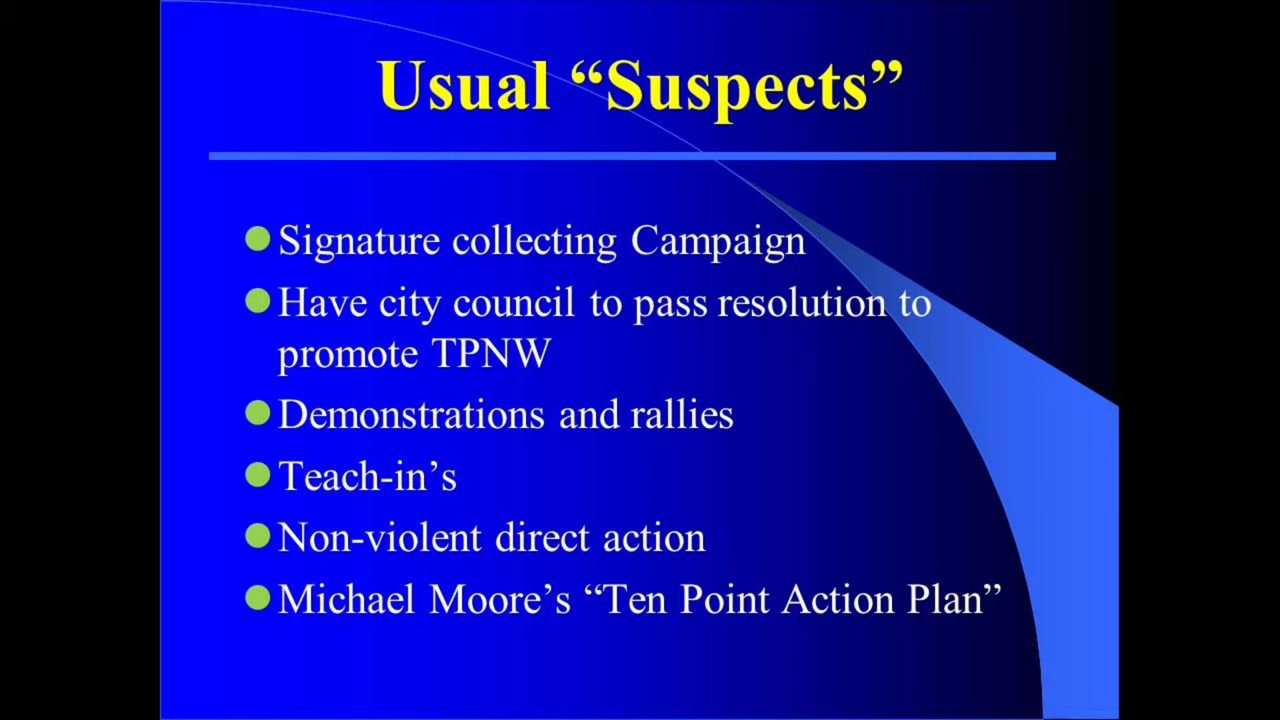 Usual “Suspects”
Signature collecting Campaign
Have city council to pass resolution to
promote TPNW
Demonstrations and rallies
Teach-in’s
Non-violent direct action
Michael Moore’s “Ten Point Action Plan”